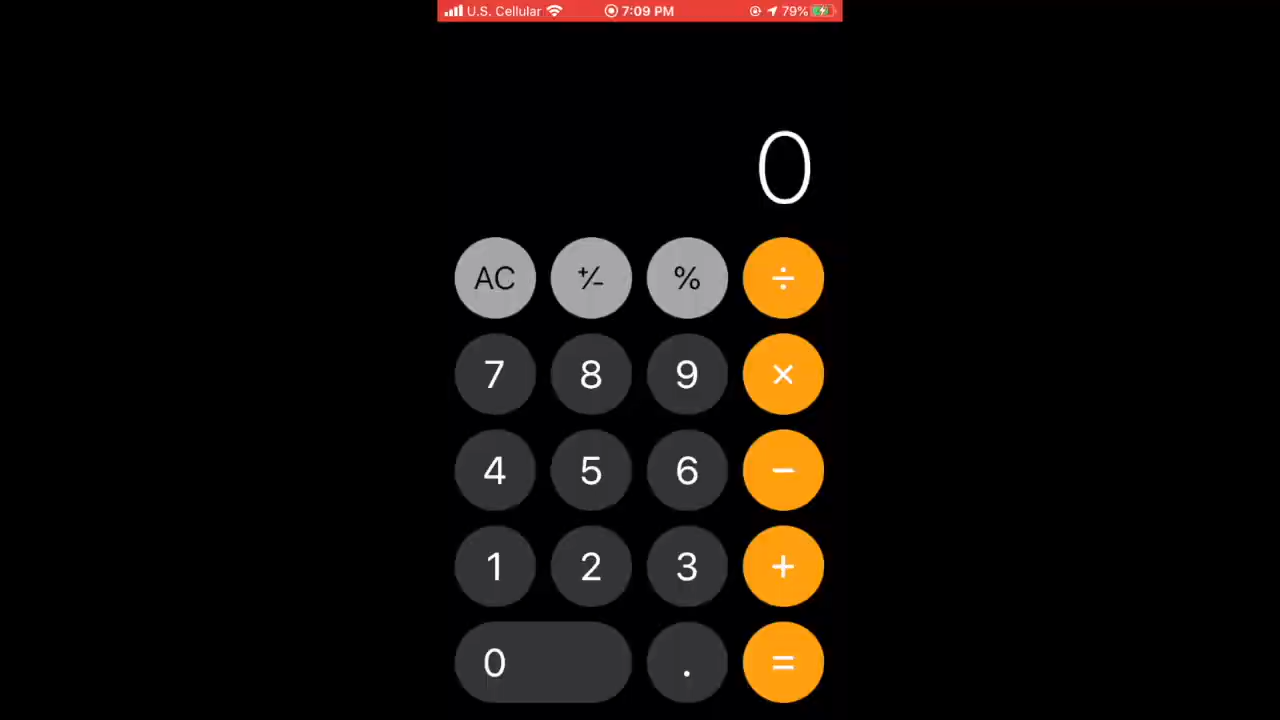 U.S. Cellular 7:09 PM 79%
0
AC +/- % ÷
7 8 9 ×
4 5 6 −
1 2 3 +
0 . =